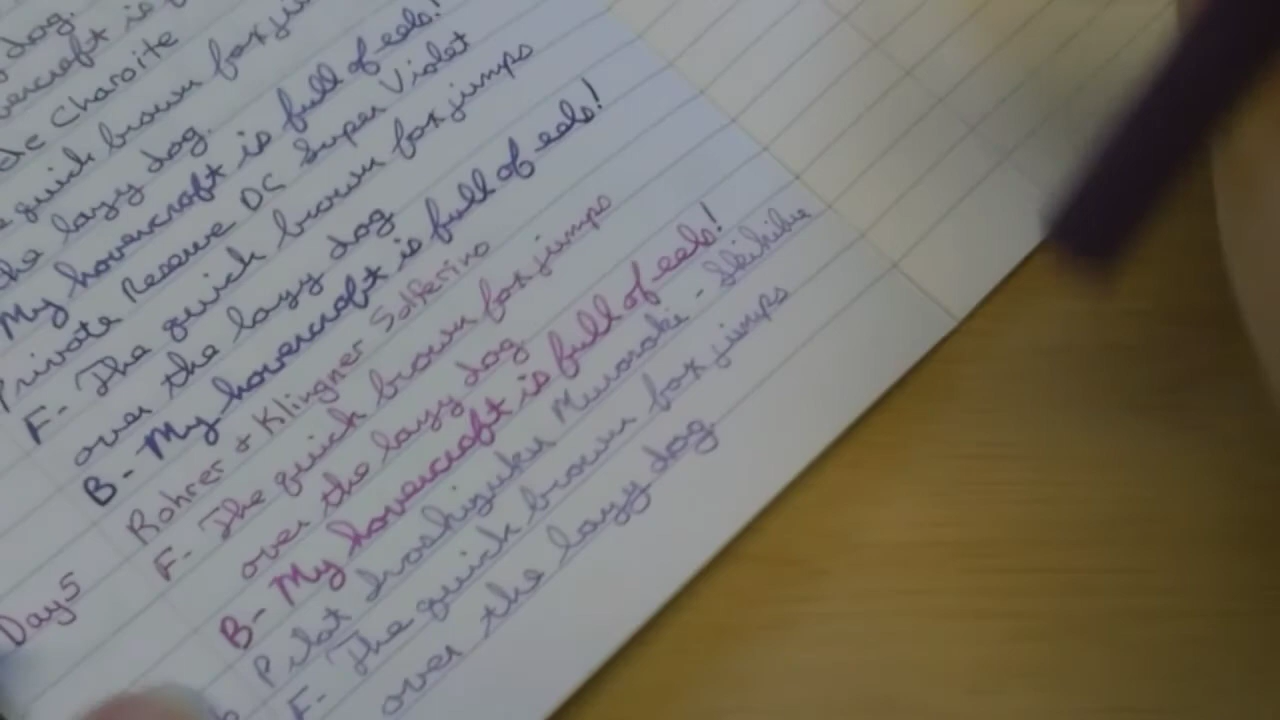 dog.
de Charoite
quick brown fox
the lazy dog.
My hovercraft is full of eels!
Private Reserve DC Super Violet
F- The quick brown fox jumps
over the lazy dog
B- My hovercraft is full of eels!
Rohrer & Klingner Solferino
F- The quick brown fox jumps
over the lazy dog
B- My hovercraft is full of eels!
Day 5
Pilot Iroshizuku Murasaki - Shikibu
F- The quick brown fox jumps
over the lazy dog